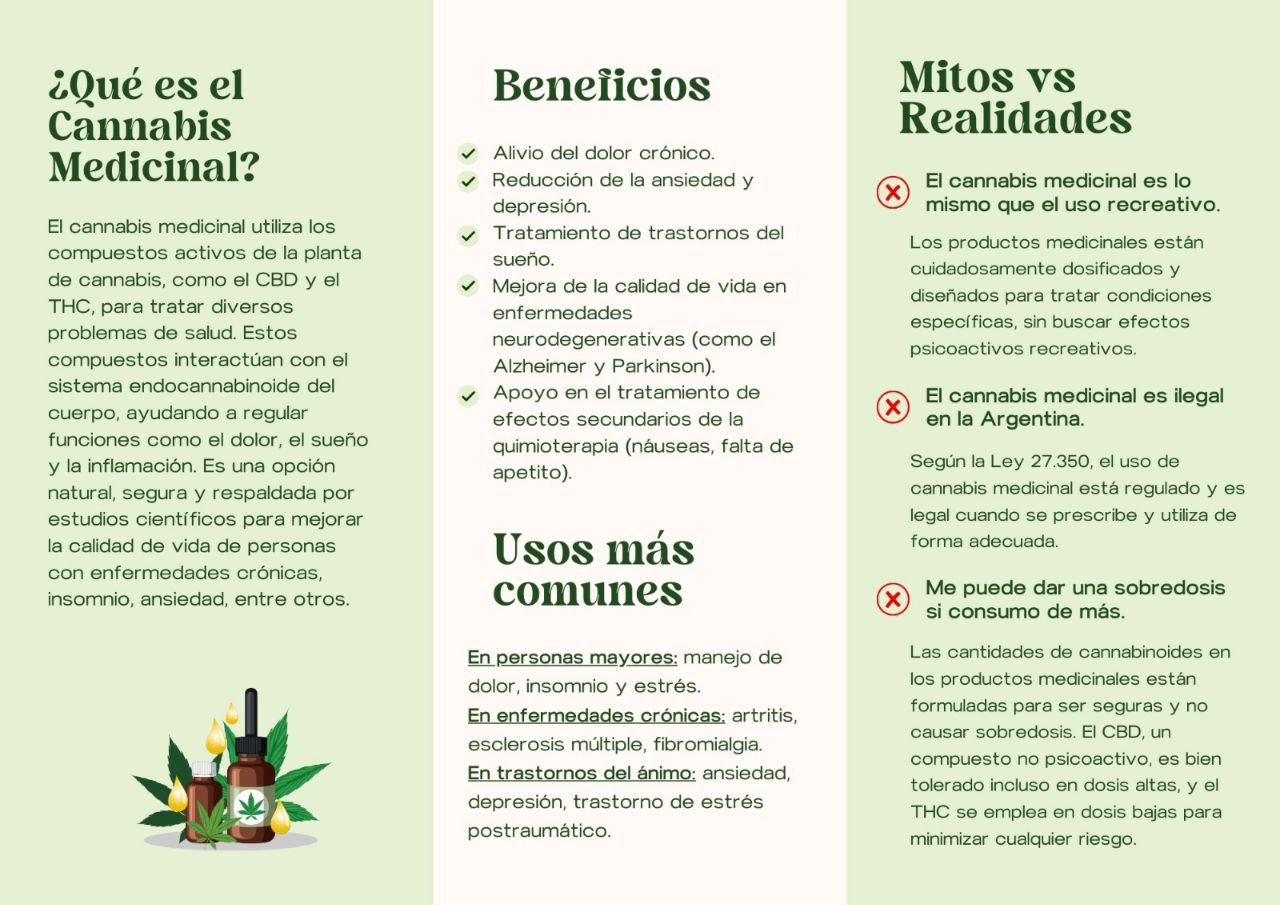 ¿Qué es el
Cannabis
Medicinal?
El cannabis medicinal utiliza los
compuestos activos de la planta
de cannabis, como el CBD y el
THC, para tratar diversos
problemas de salud. Estos
compuestos interactúan con el
sistema endocannabinoide del
cuerpo, ayudando a regular
funciones como el dolor, el sueño
y la inflamación. Es una opción
natural, segura y respaldada por
estudios científicos para mejorar
la calidad de vida de personas
con enfermedades crónicas,
insomnio, ansiedad, entre otros.
Beneficios
Alivio del dolor crónico.
Reducción de la ansiedad y
depresión.
Tratamiento de trastornos del
sueño.
Mejora de la calidad de vida en
enfermedades
neurodegenerativas (como el
Alzheimer y Parkinson).
Apoyo en el tratamiento de
efectos secundarios de la
quimioterapia (náuseas, falta de
apetito).
Usos más
comunes
En personas mayores: manejo de
dolor, insomnio y estrés.
En enfermedades crónicas: artritis,
esclerosis múltiple, fibromialgia.
En trastornos del ánimo: ansiedad,
depresión, trastorno de estrés
postraumático.
Mitos vs
Realidades
El cannabis medicinal es lo
mismo que el uso recreativo.
Los productos medicinales están
cuidadosamente dosificados y
diseñados para tratar condiciones
específicas, sin buscar efectos
psicoactivos recreativos.
El cannabis medicinal es ilegal
en la Argentina.
Según la Ley 27.350, el uso de
cannabis medicinal está regulado y es
legal cuando se prescribe y utiliza de
forma adecuada.
Me puede dar una sobredosis
si consumo de más.
Las cantidades de cannabinoides en
los productos medicinales están
formuladas para ser seguras y no
causar sobredosis. El CBD, un
compuesto no psicoactivo, es bien
tolerado incluso en dosis altas, y el
THC se emplea en dosis bajas para
minimizar cualquier riesgo.